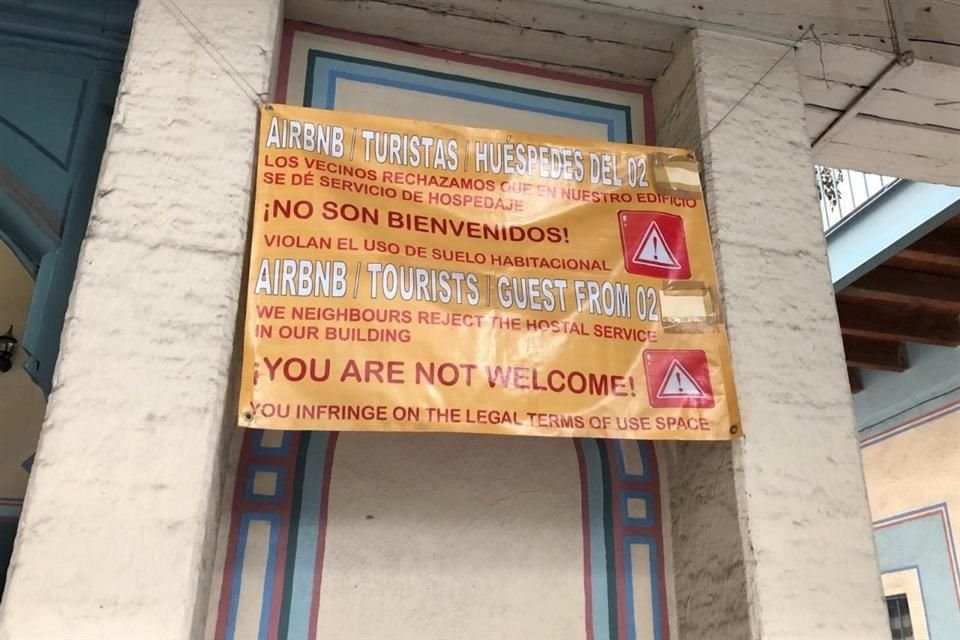 AIRBNB / TURISTAS / HUÉSPEDES DEL 02
LOS VECINOS RECHAZAMOS QUE EN NUESTRO EDIFICIO
SE DÉ SERVICIO DE HOSPEDAJE
¡NO SON BIENVENIDOS!
VIOLAN EL USO DE SUELO HABITACIONAL
AIRBNB / TOURISTS / GUEST FROM 02
WE NEIGHBOURS REJECT THE HOSTAL SERVICE
IN OUR BUILDING
¡YOU ARE NOT WELCOME!
YOU INFRINGE ON THE LEGAL TERMS OF USE SPACE